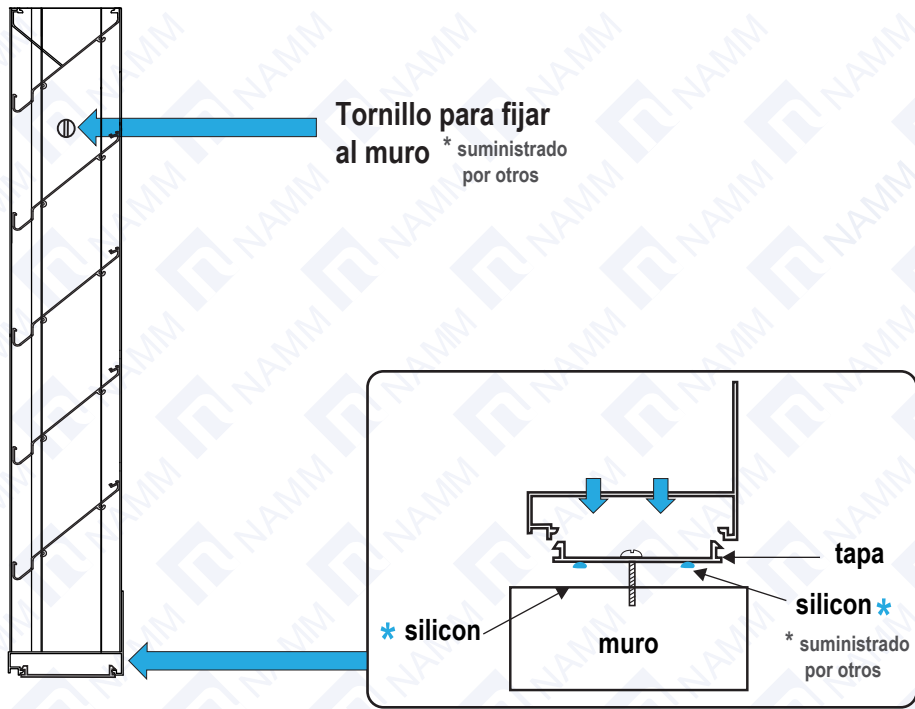 Tornillo para fijar
al muro * suministrado
por otros
tapa
silicon *
* suministrado
por otros
* silicon
muro
NAMM